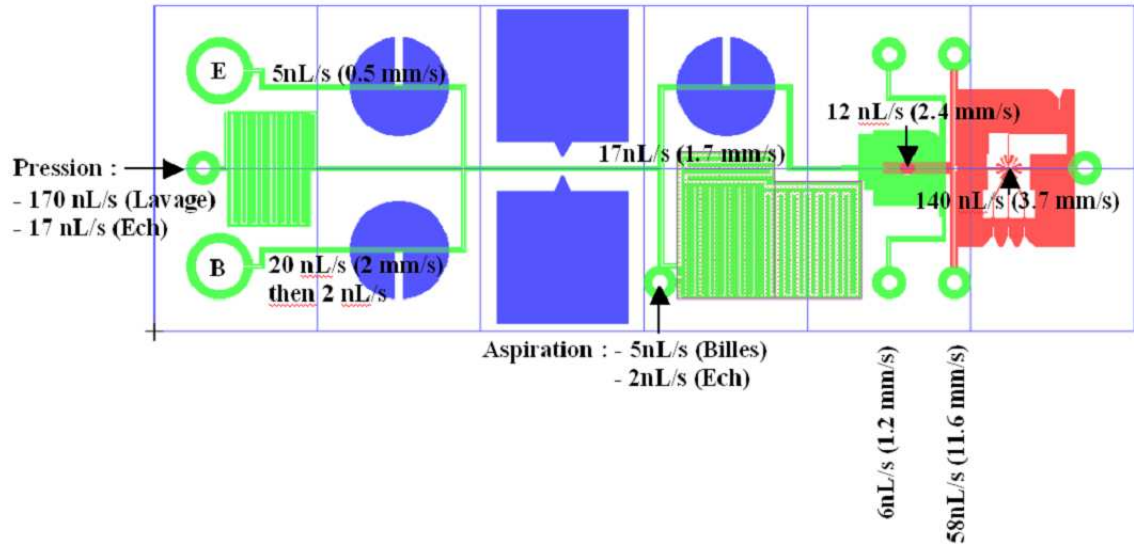 E
5nL/s (0.5 mm/s)
12 nL/s (2.4 mm/s)
17nL/s (1.7 mm/s)
Pression :
- 170 nL/s (Lavage)
- 17 nL/s (Ech)
140 nL/s (3.7 mm/s)
B
20 nL/s (2 mm/s)
then 2 nL/s
Aspiration : - 5nL/s (Billes)
- 2nL/s (Ech)
6nL/s (1.2 mm/s)
58nL/s (11.6 mm/s)